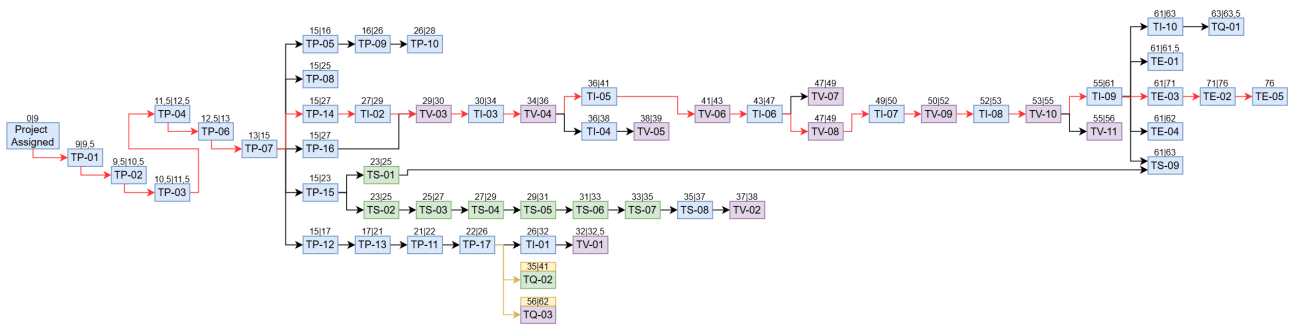 0|9
Project
Assigned
9|9,5
TP-01
9,5|10,5
TP-02
10,5|11,5
TP-03
11,5|12,5
TP-04
12,5|13
TP-06
13|15
TP-07
15|16
TP-05
16|26
TP-09
26|28
TP-10
15|25
TP-08
15|27
TP-14
27|29
TI-02
29|30
TV-03
30|34
TI-03
34|36
TV-04
36|41
TI-05
36|38
TI-04
38|39
TV-05
41|43
TV-06
43|47
TI-06
47|49
TV-07
47|49
TV-08
49|50
TI-07
50|52
TV-09
52|53
TI-08
53|55
TV-10
55|61
TI-09
55|56
TV-11
61|63
TI-10
63|63,5
TQ-01
61|61,5
TE-01
61|71
TE-03
71|76
TE-02
76
TE-05
61|62
TE-04
61|63
TS-09
15|27
TP-16
15|23
TP-15
23|25
TS-01
23|25
TS-02
25|27
TS-03
27|29
TS-04
29|31
TS-05
31|33
TS-06
33|35
TS-07
35|37
TS-08
37|38
TV-02
15|17
TP-12
17|21
TP-13
21|22
TP-11
22|26
TP-17
26|32
TI-01
32|32,5
TV-01
35|41
TQ-02
56|62
TQ-03